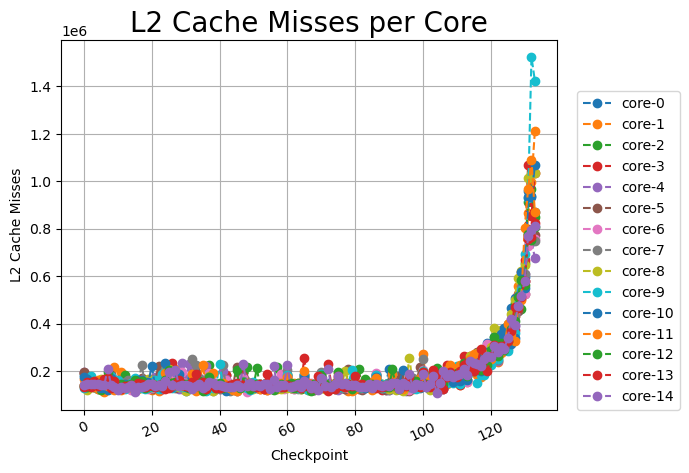 L2 Cache Misses per Core
1e6
1.4
1.2
1.0
0.8
0.6
0.4
0.2
L2 Cache Misses
0
20
40
60
80
100
120
Checkpoint
core-0
core-1
core-2
core-3
core-4
core-5
core-6
core-7
core-8
core-9
core-10
core-11
core-12
core-13
core-14